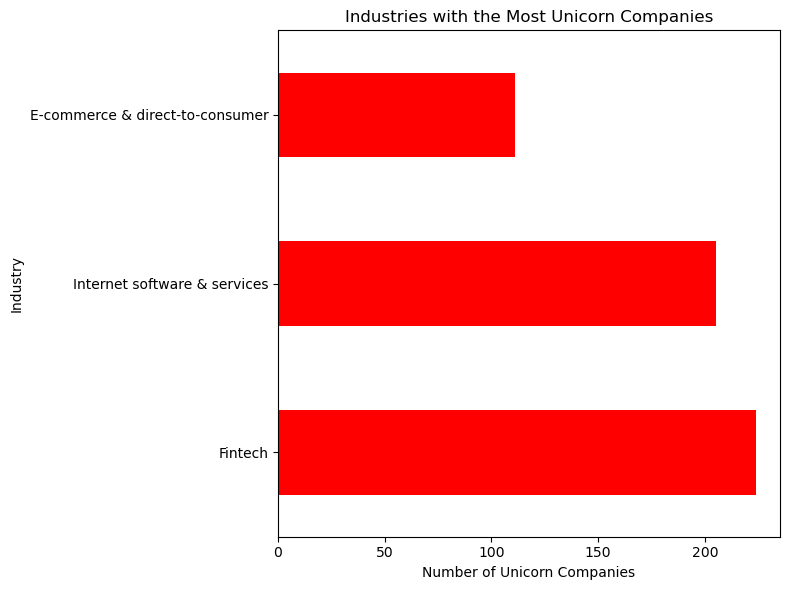 Industries with the Most Unicorn Companies
E-commerce & direct-to-consumer
Internet software & services
Fintech
Industry
0 50 100 150 200
Number of Unicorn Companies